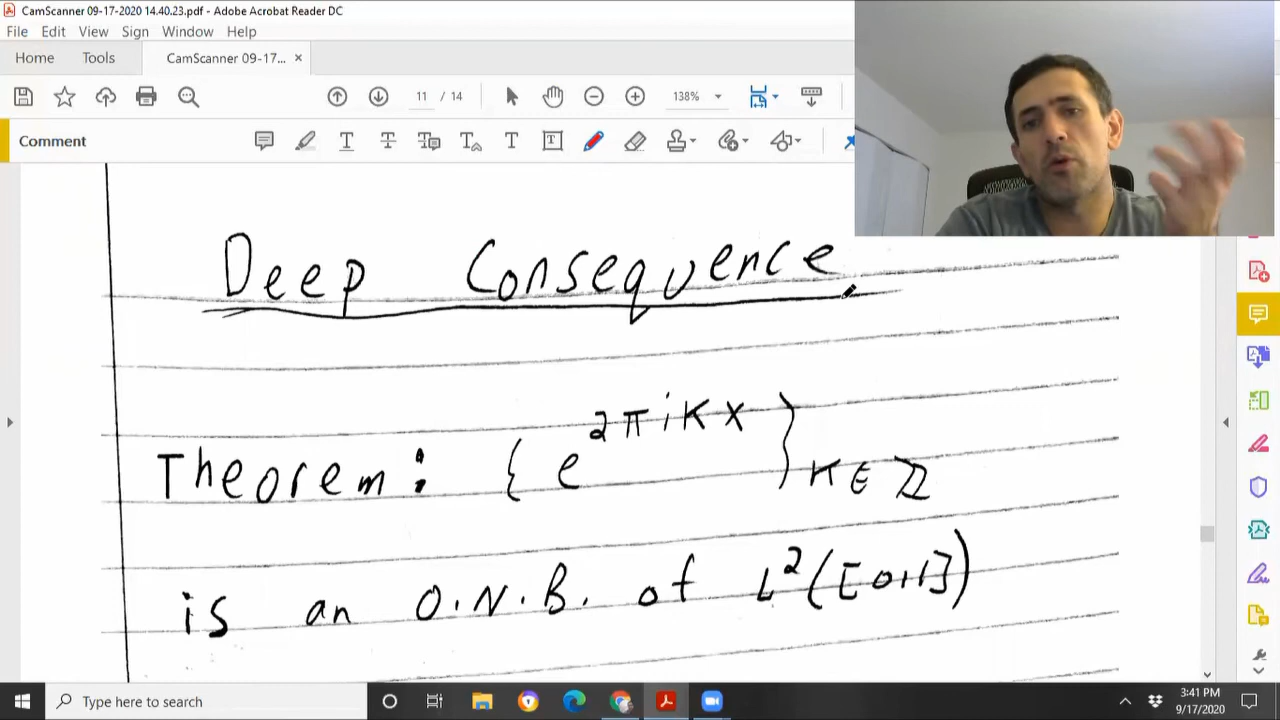 CamScanner 09-17-2020 14.40.23.pdf - Adobe Acrobat Reader DC
File Edit View Sign Window Help
Home Tools CamScanner 09-17... ×
11 / 14 138%
Comment
Deep Consequence
Theorem: { e^{2πikx} }_{k∈ℤ}
is an O.N.B. of L²([0,1])
Type here to search
3:41 PM
9/17/2020